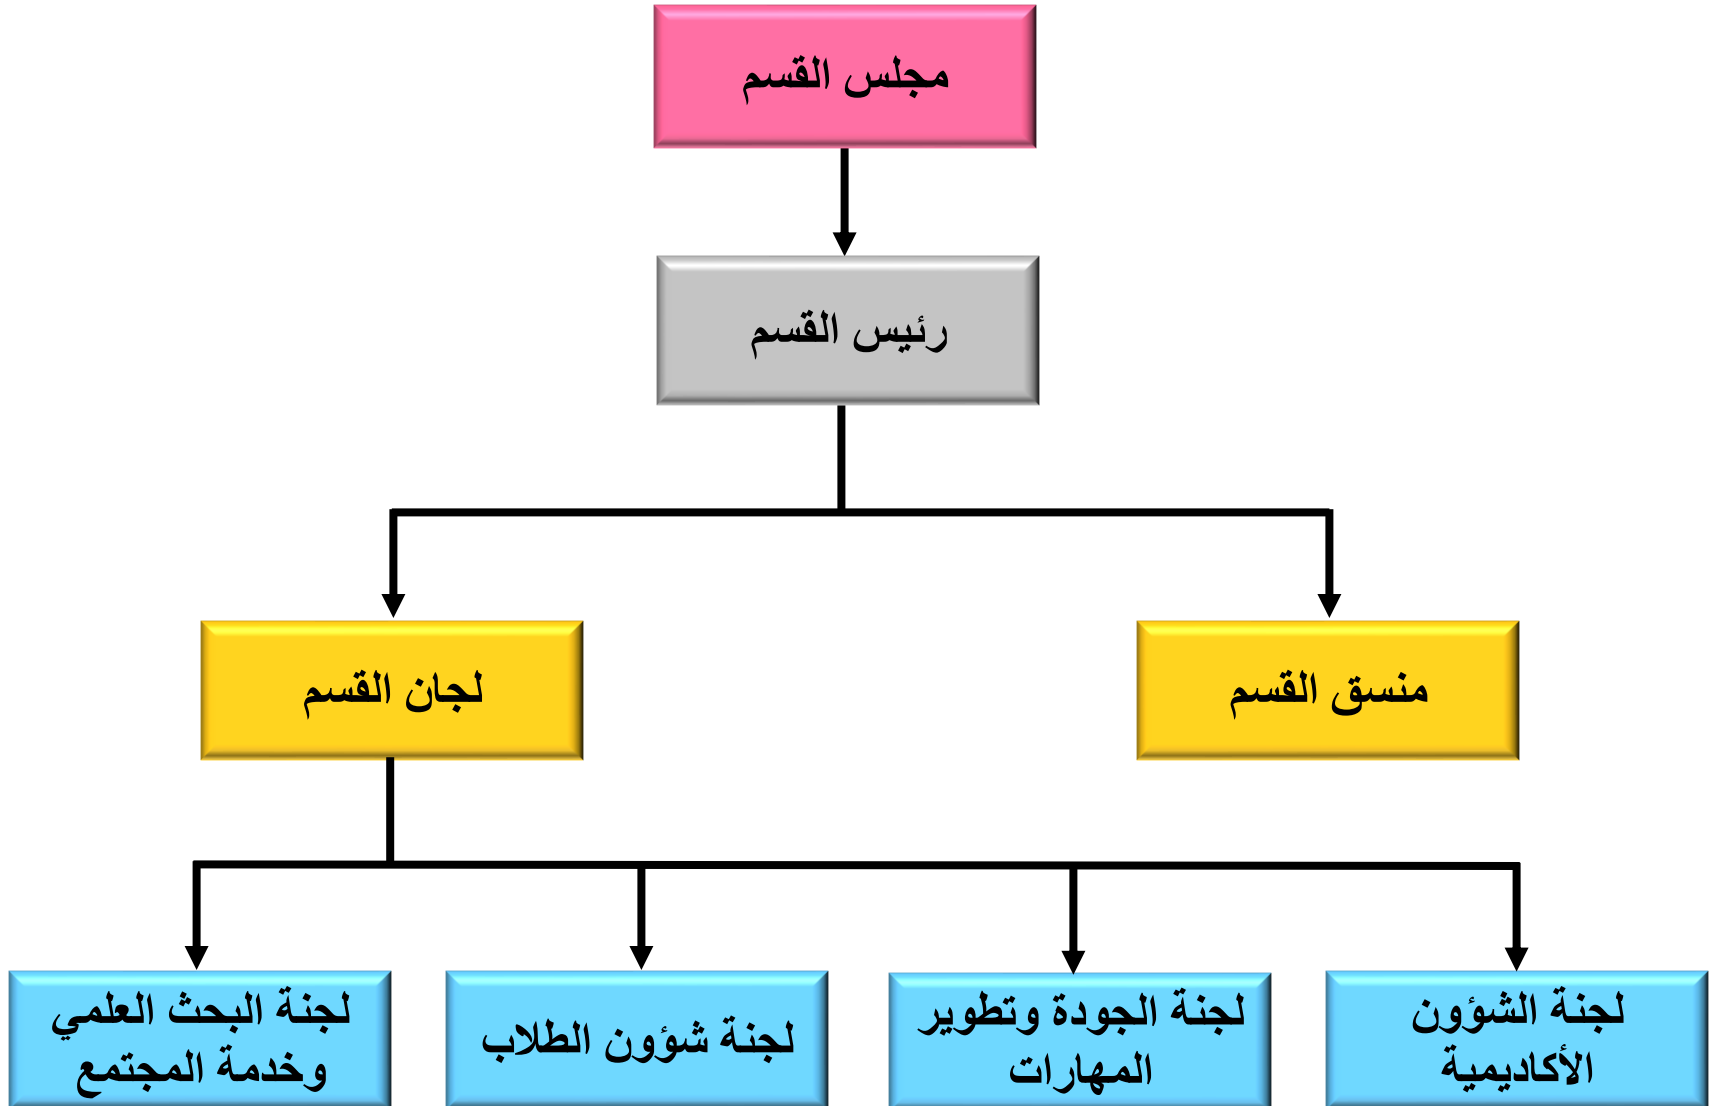 مجلس القسم
رئيس القسم
منسق القسم
لجان القسم
لجنة الشؤون
الأكاديمية
لجنة الجودة وتطوير
المهارات
لجنة شؤون الطلاب
لجنة البحث العلمي
وخدمة المجتمع